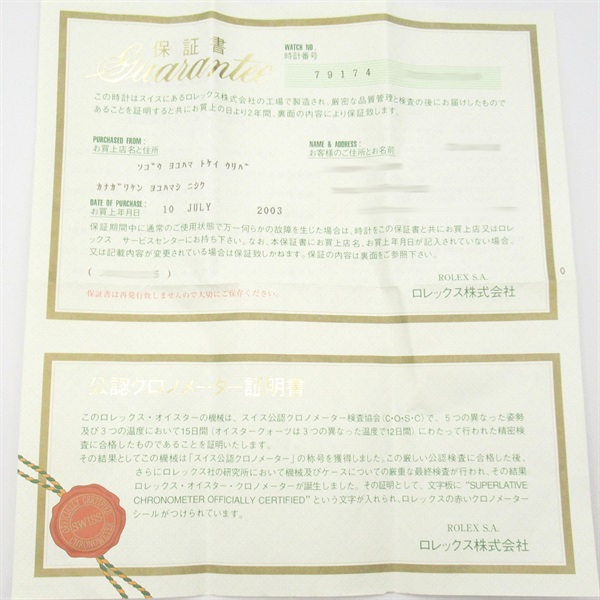 保証書
Guarantee
WATCH NO.
時計番号
79174
この時計はスイスにあるロレックス株式会社の工場で製造され、厳密な品質管理と検査の後にお届けしたもので
あることを証明すると共にお買上の日より2年間、裏面の内容により保証致します。
PURCHASED FROM:
お買上店名と住所
NAME & ADDRESS:
お客様のご住所とお名前
ソゴウ ヨコハマ トケイ ウリバ
カナガワケン ヨコハマシ ニシク
DATE OF PURCHASE:
お買上年月日
10 JULY 2003
保証期間中に通常のご使用状態で万一何らかの故障を生じた場合は、時計をこの保証書と共にお買上店又はロレ
ックス サービスセンターにお持ち下さい。なお、本保証書にお買上店名、お買上年月日が記入されていない場合、
又は記載内容が変更されている場合は保証致しかねます。保証の内容は裏面をご参照下さい。
ROLEX S.A.
ロレックス株式会社
保証書は再発行致しませんので大切にご保存ください。
公認クロノメーター証明書
このロレックス・オイスターの機械は、スイス公認クロノメーター検査協会(C・O・S・C)で、5つの異なった姿勢
及び3つの温度において15日間(オイスタークォーツは3つの異なった温度で12日間)にわたって行われた精密検
査に合格したものであることを証明いたします。
その結果としてこの機械は「スイス公認クロノメーター」の称号を獲得しました。この厳しい公認検査に合格した後、
さらにロレックス社の研究所において機械及びケースについての厳重な最終検査が行われ、その結果
ロレックス・オイスター・クロノメーターが誕生しました。その証明として、文字板に"SUPERLATIVE
CHRONOMETER OFFICIALLY CERTIFIED"という文字が入れられ、ロレックスの赤いクロノメーター
シールがつけられています。
SWISS
ROLEX S.A.
ロレックス株式会社